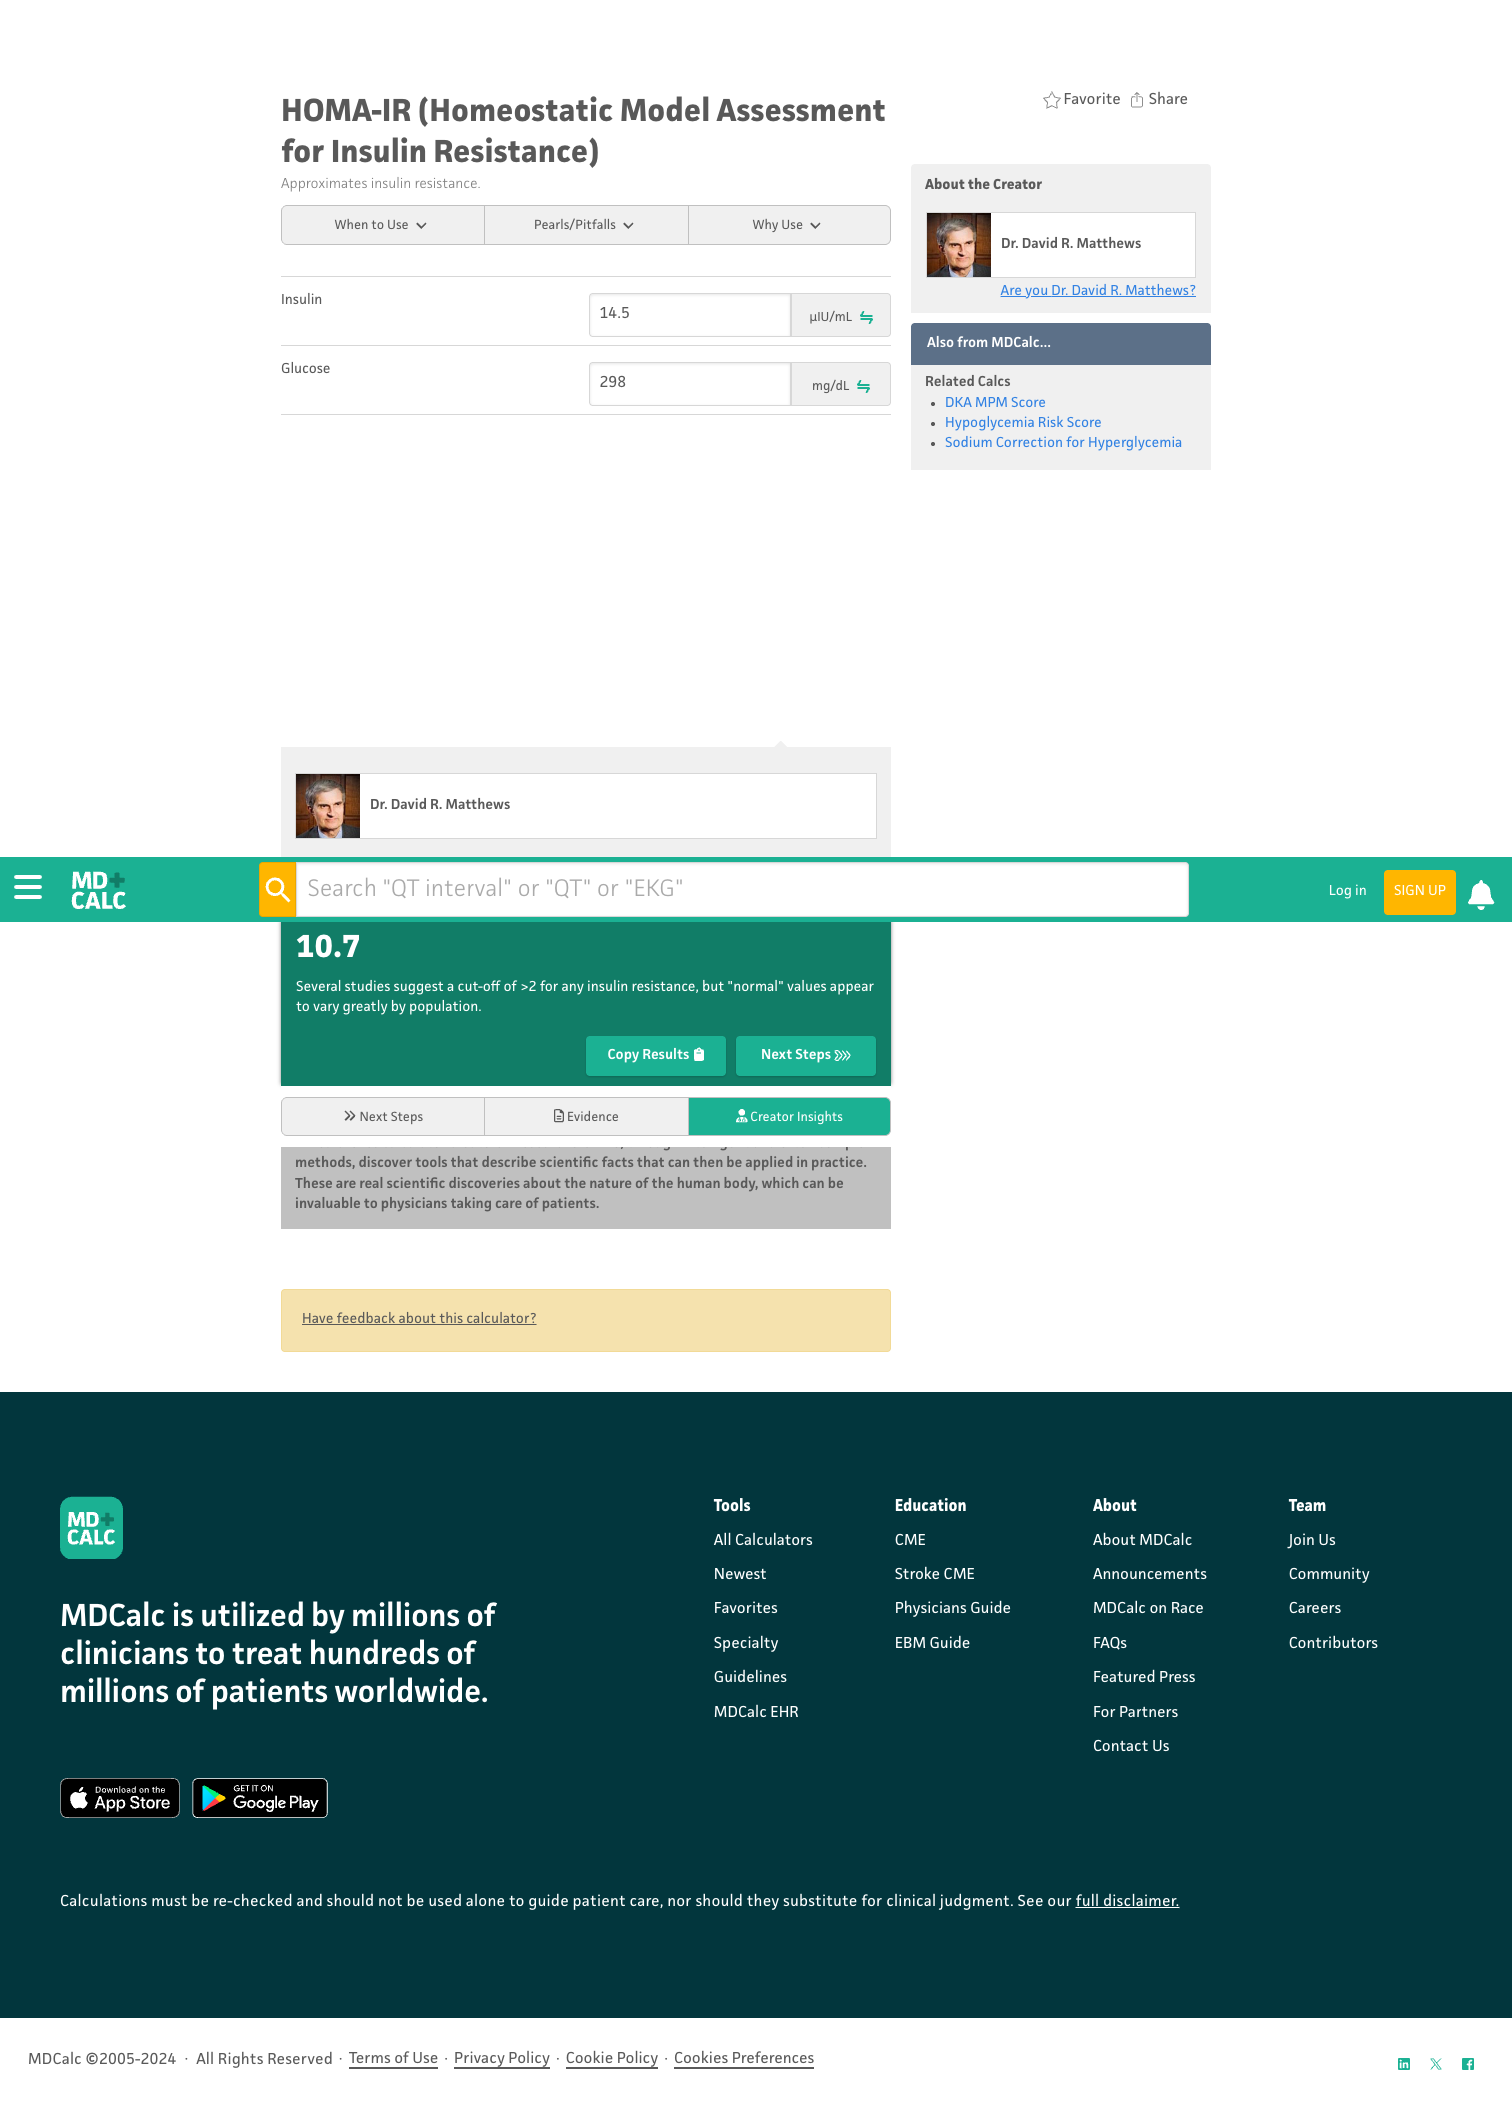 HOMA-IR (Homeostatic Model Assessment
for Insulin Resistance)
Approximates insulin resistance.
Favorite Share
When to Use Pearls/Pitfalls Why Use
Insulin
14.5 µIU/mL
Glucose
298 mg/dL
About the Creator
Dr. David R. Matthews
Are you Dr. David R. Matthews?
Also from MDCalc...
Related Calcs
• DKA MPM Score
• Hypoglycemia Risk Score
• Sodium Correction for Hyperglycemia
Dr. David R. Matthews
MD+
CALC
Search "QT interval" or "QT" or "EKG"
Log in
SIGN UP
10.7
Several studies suggest a cut-off of >2 for any insulin resistance, but "normal" values appear
to vary greatly by population.
Copy Results Next Steps
Next Steps Evidence Creator Insights
methods, discover tools that describe scientific facts that can then be applied in practice.
These are real scientific discoveries about the nature of the human body, which can be
invaluable to physicians taking care of patients.
Have feedback about this calculator?
MD+
CALC
MDCalc is utilized by millions of
clinicians to treat hundreds of
millions of patients worldwide.
Download on the
App Store
GET IT ON
Google Play
Tools
All Calculators
Newest
Favorites
Specialty
Guidelines
MDCalc EHR
Education
CME
Stroke CME
Physicians Guide
EBM Guide
About
About MDCalc
Announcements
MDCalc on Race
FAQs
Featured Press
For Partners
Contact Us
Team
Join Us
Community
Careers
Contributors
Calculations must be re-checked and should not be used alone to guide patient care, nor should they substitute for clinical judgment. See our full disclaimer.
MDCalc ©2005-2024 · All Rights Reserved · Terms of Use · Privacy Policy · Cookie Policy · Cookies Preferences